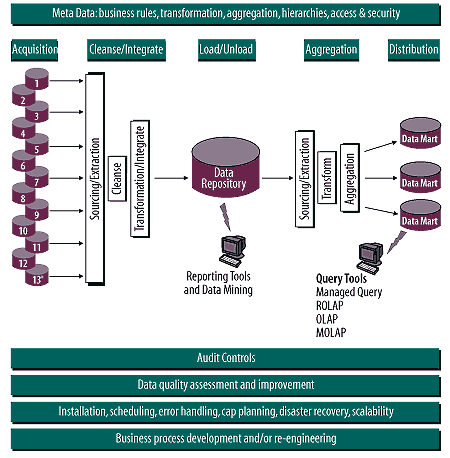 Meta Data: business rules, transformation, aggregation, hierarchies, access & security
Acquisition
Cleanse/Integrate
Load/Unload
Aggregation
Distribution
1
2
3
4
5
6
7
8
9
10
11
12
13*
Sourcing/Extraction
Cleanse
Transformation/Integrate
Data
Repository
Reporting Tools
and Data Mining
Sourcing/Extraction
Transform
Aggregation
Data Mart
Data Mart
Data Mart
Query Tools
Managed Query
ROLAP
OLAP
MOLAP
Audit Controls
Data quality assessment and improvement
Installation, scheduling, error handling, cap planning, disaster recovery, scalability
Business process development and/or re-engineering